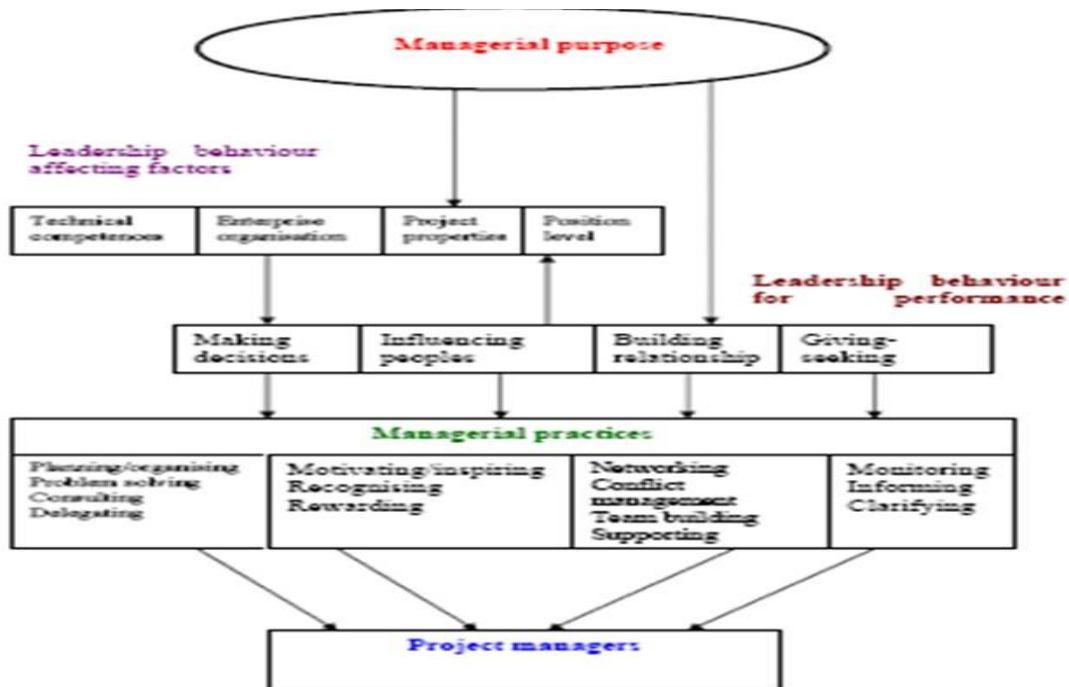 Managerial purpose
Leadership behaviour
affecting factors
Technical
competences
Enterprise
organisation
Project
properties
Position
level
Leadership behaviour
for performance
Making
decisions
Influencing
peoples
Building
relationship
Giving-
seeking
Managerial practices
Planning/organising
Problem solving
Consulting
Delegating
Motivating/inspiring
Recognising
Rewarding
Networking
Conflict
management
Team building
Supporting
Monitoring
Informing
Clarifying
Project managers